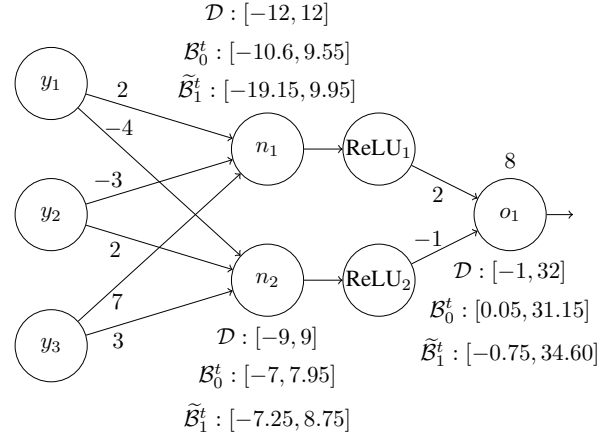 𝒟 : [−12, 12]
ℬ₀ᵗ : [−10.6, 9.55]
ℬ̃₁ᵗ : [−19.15, 9.95]
y₁
2
−4
n₁
ReLU₁
8
−3
2
y₂
o₁
2
−1
n₂
ReLU₂
𝒟 : [−1, 32]
7
ℬ₀ᵗ : [0.05, 31.15]
3
y₃
𝒟 : [−9, 9]
ℬ̃₁ᵗ : [−0.75, 34.60]
ℬ₀ᵗ : [−7, 7.95]
ℬ̃₁ᵗ : [−7.25, 8.75]